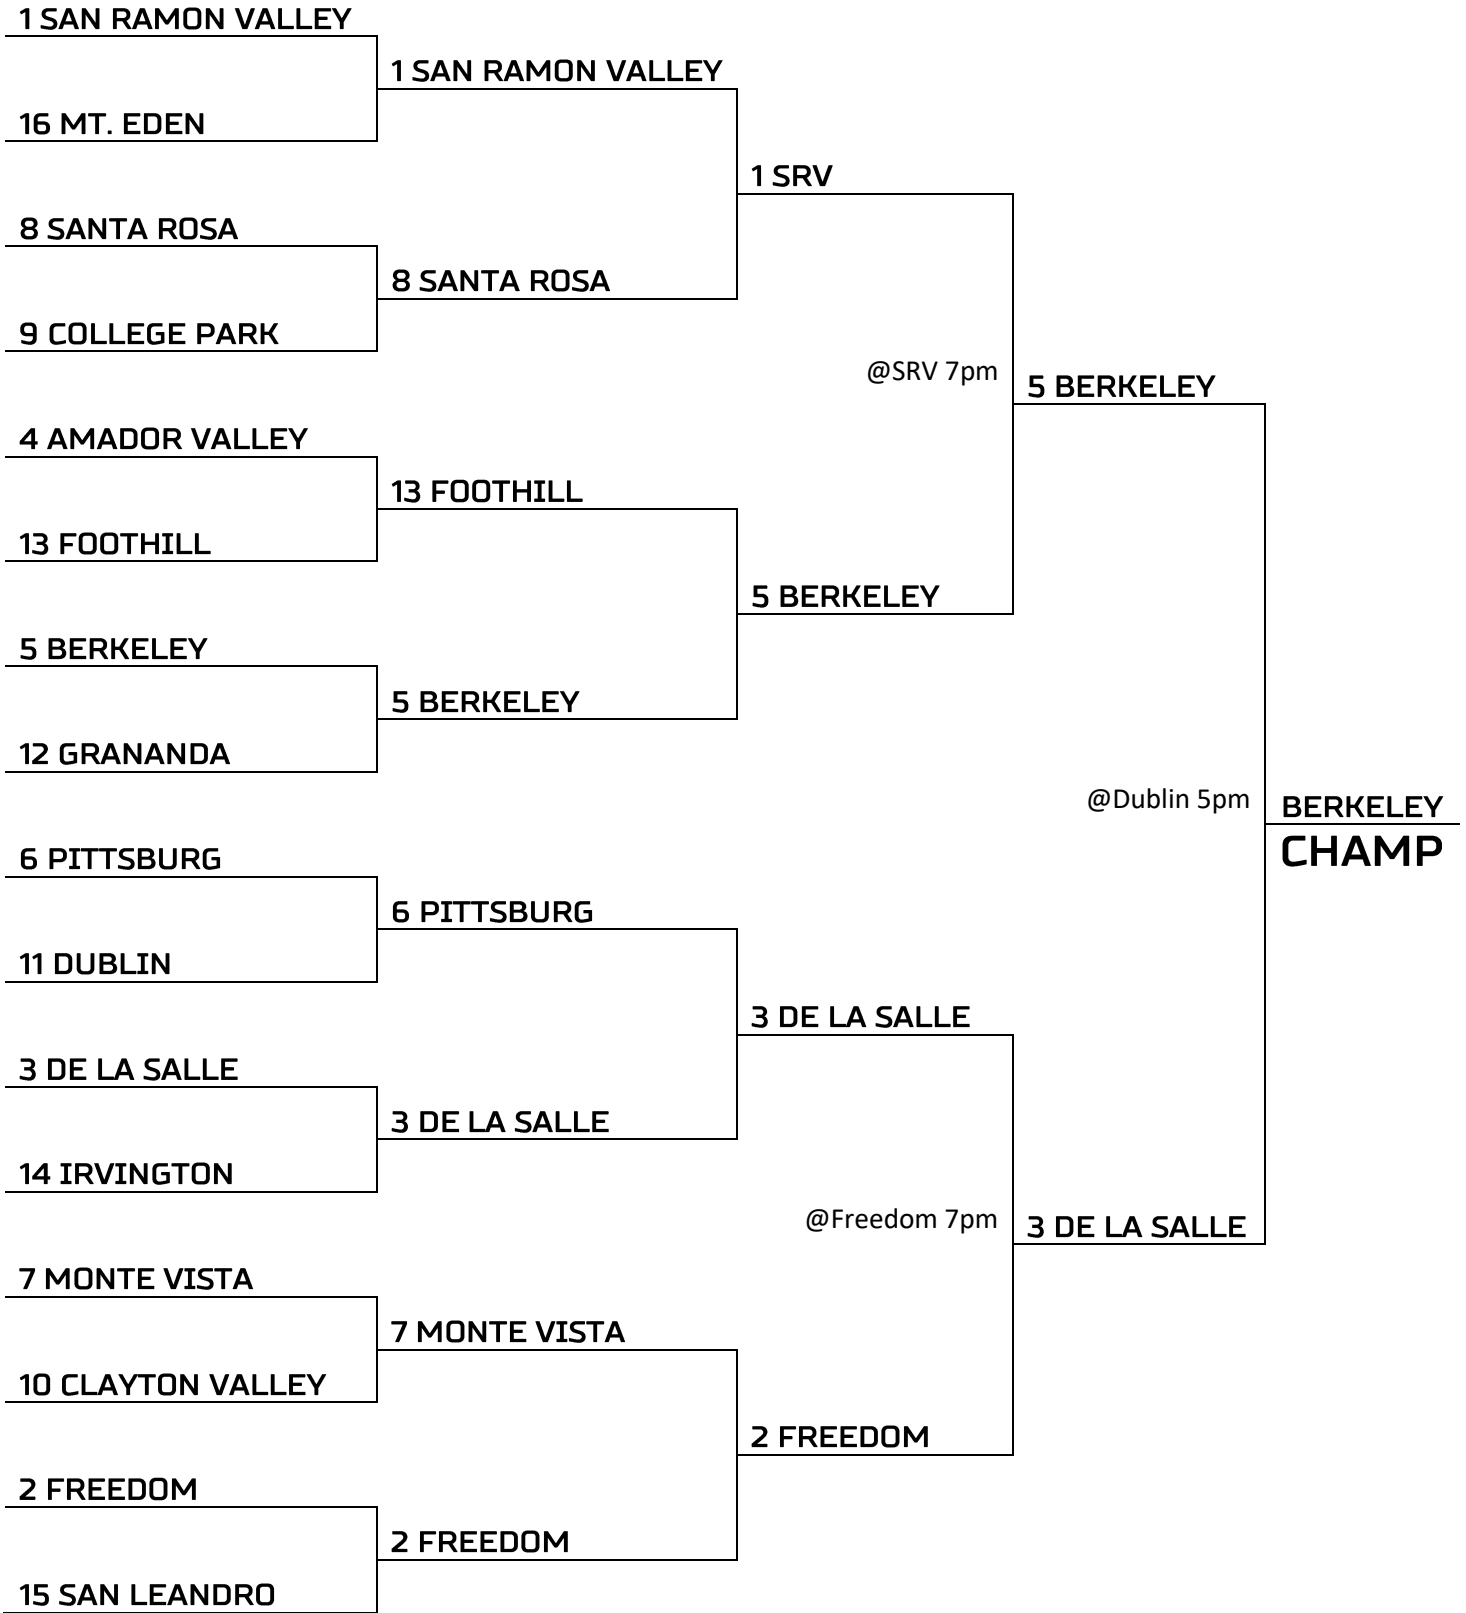 1 SAN RAMON VALLEY
1 SAN RAMON VALLEY
16 MT. EDEN
1 SRV
8 SANTA ROSA
8 SANTA ROSA
9 COLLEGE PARK
@SRV 7pm
5 BERKELEY
4 AMADOR VALLEY
13 FOOTHILL
13 FOOTHILL
5 BERKELEY
5 BERKELEY
5 BERKELEY
12 GRANANDA
@Dublin 5pm
BERKELEY
CHAMP
6 PITTSBURG
6 PITTSBURG
11 DUBLIN
3 DE LA SALLE
3 DE LA SALLE
3 DE LA SALLE
14 IRVINGTON
@Freedom 7pm
3 DE LA SALLE
7 MONTE VISTA
7 MONTE VISTA
10 CLAYTON VALLEY
2 FREEDOM
2 FREEDOM
2 FREEDOM
15 SAN LEANDRO